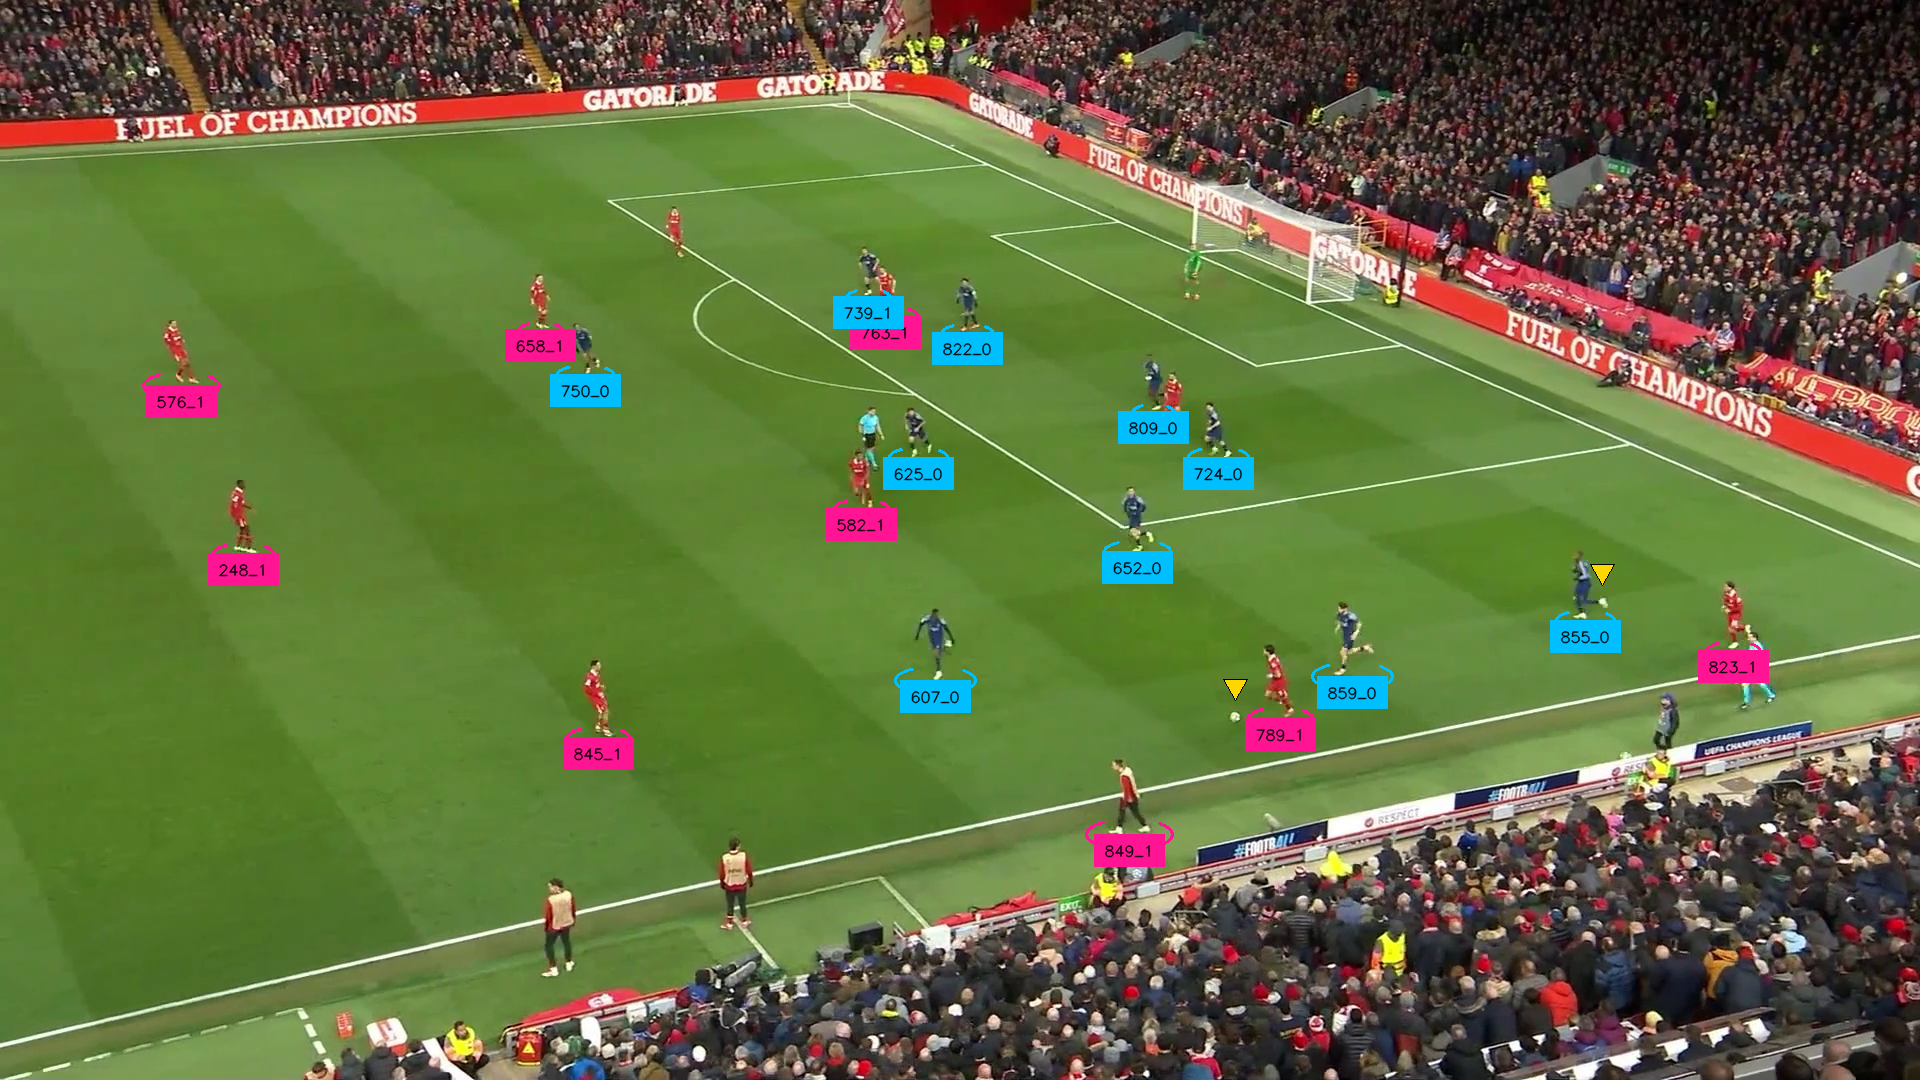 FUEL OF CHAMPIONS
GATORADE
GATORADE
GATORADE
FUEL OF CHAMPIONS
GATORADE
FUEL OF CHAMPIONS
739_1
763_1
658_1
822_0
750_0
576_1
809_0
625_0
724_0
582_1
652_0
248_1
855_0
823_1
607_0
859_0
789_1
845_1
849_1
UEFA CHAMPIONS LEAGUE
RESPECT
#FOOTBALL
RESPECT
#FOOTBALL
EXIT